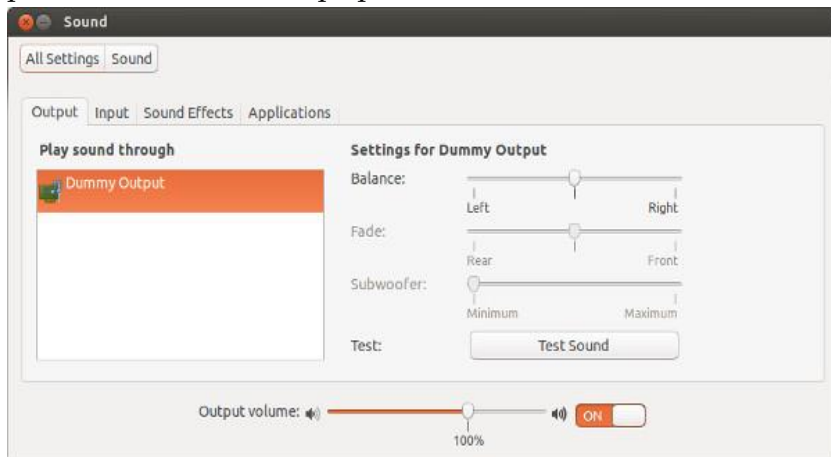 Sound
All Settings Sound
Output Input Sound Effects Applications
Play sound through
Dummy Output
Settings for Dummy Output
Balance:
Left Right
Fade:
Rear Front
Subwoofer:
Minimum Maximum
Test: Test Sound
Output volume: ON
100%